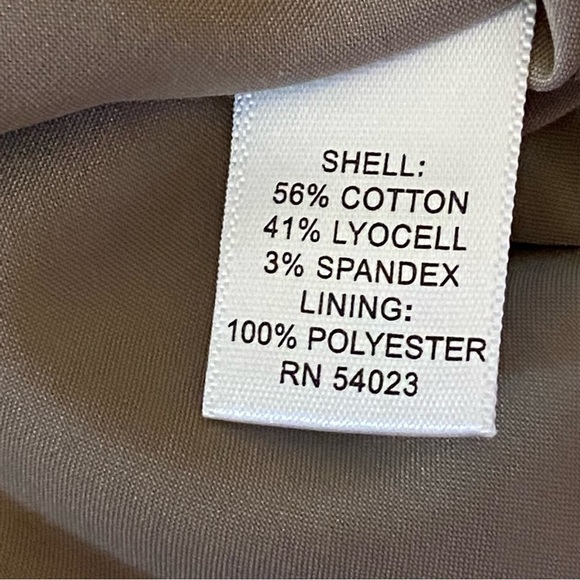 SHELL:
56% COTTON
41% LYOCELL
3% SPANDEX
LINING:
100% POLYESTER
RN 54023